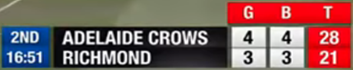 G B T
2ND ADELAIDE CROWS 4 4 28
16:51 RICHMOND 3 3 21